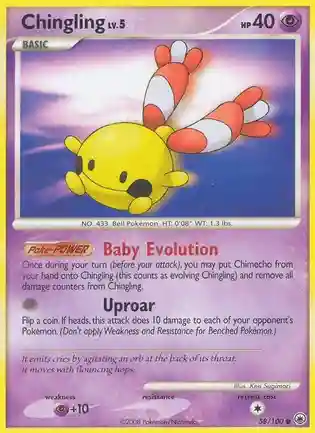 Chingling LV.5 HP 40
BASIC
NO. 433 Bell Pokémon HT: 0'08" WT: 1.3 lbs.
Poké-POWER Baby Evolution
Once during your turn (before your attack), you may put Chimecho from
your hand onto Chingling (this counts as evolving Chingling) and remove all
damage counters from Chingling.
Uproar
Flip a coin. If heads, this attack does 10 damage to each of your opponent's
Pokémon. (Don't apply Weakness and Resistance for Benched Pokémon.)
It emits cries by agitating an orb at the back of its throat.
It moves with flouncing hops.
Illus. Ken Sugimori
weakness resistance retreat cost
+10
©2008 Pokémon/Nintendo
58/100